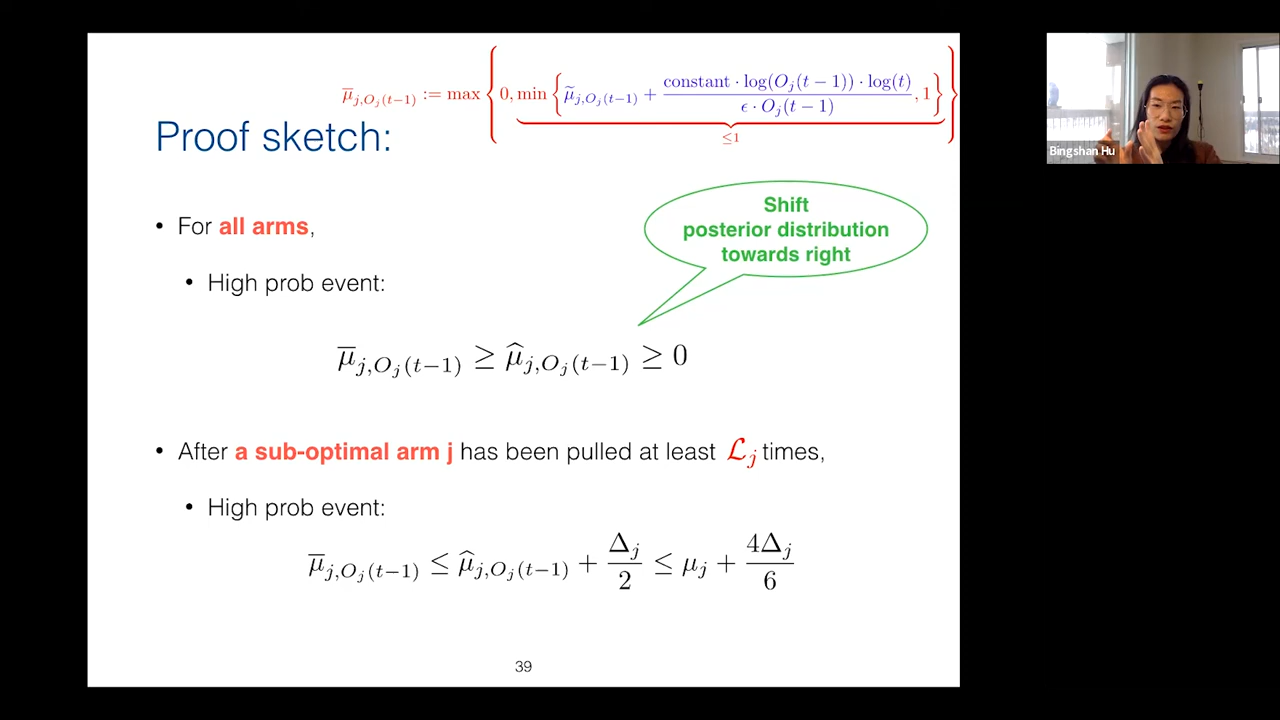 μ̅_{j,O_j(t−1)} := max { 0, min { μ̃_{j,O_j(t−1)} + (constant · log(O_j(t−1)) · log(t)) / (ϵ · O_j(t−1)), 1 } }
≤1
Proof sketch:
Bingshan Hu
• For all arms,
Shift
posterior distribution
towards right
• High prob event:
μ̅_{j,O_j(t−1)} ≥ μ̂_{j,O_j(t−1)} ≥ 0
• After a sub-optimal arm j has been pulled at least ℒ_j times,
• High prob event:
μ̅_{j,O_j(t−1)} ≤ μ̂_{j,O_j(t−1)} + Δ_j / 2 ≤ μ_j + 4Δ_j / 6
39